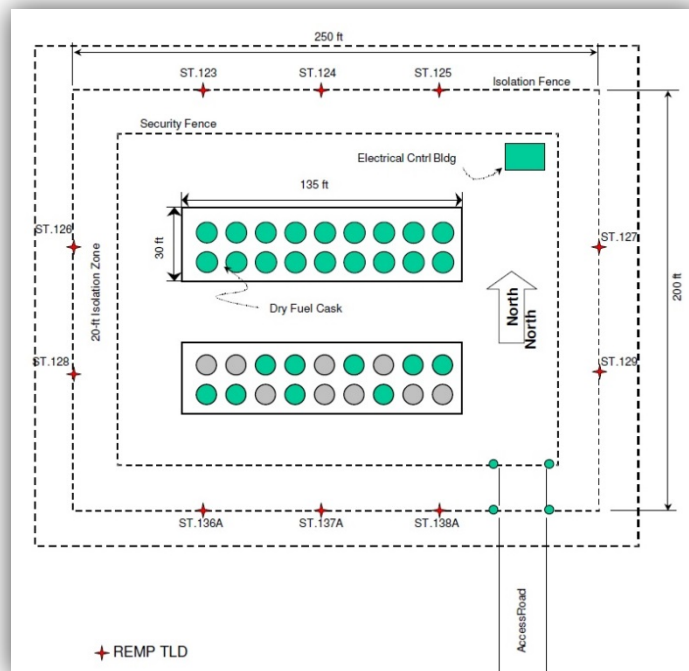 250 ft
ST.123
ST.124
ST.125
Isolation Fence
Security Fence
Electrical Cntrl Bldg
135 ft
30 ft
ST.126
ST.127
20-ft Isolation Zone
Dry Fuel Cask
North
North
200 ft
ST.128
ST.129
ST.136A
ST.137A
ST.138A
AccessRoad
REMP TLD